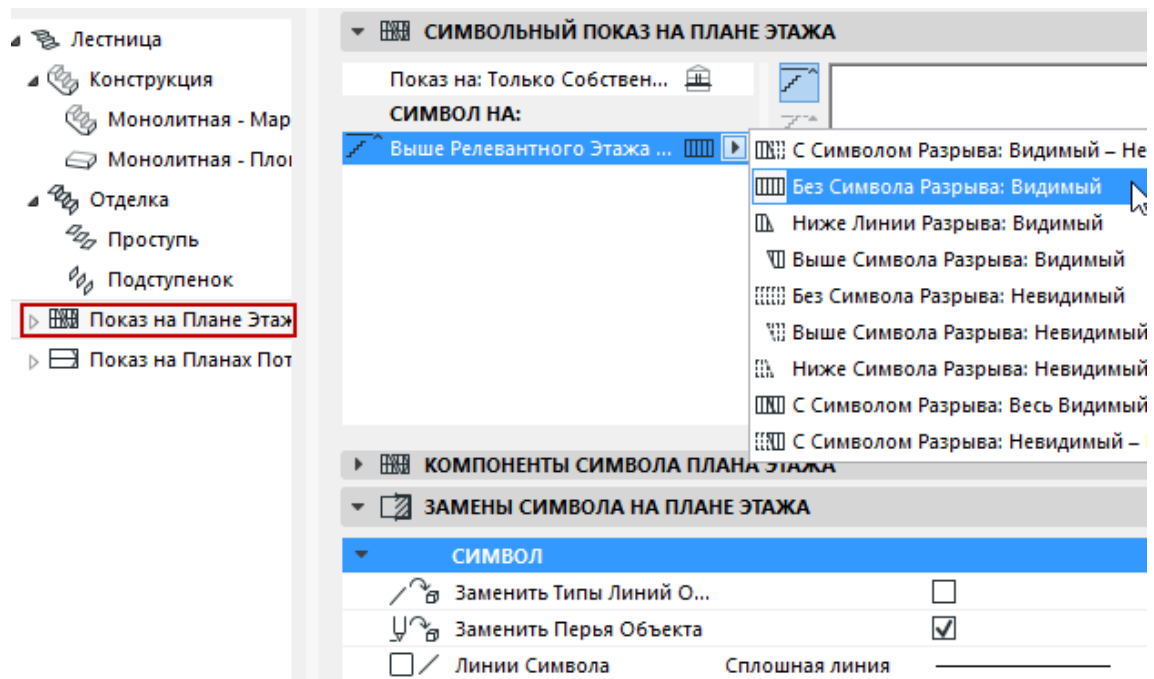 Лестница
Конструкция
Монолитная - Мар
Монолитная - Пло
Отделка
Проступь
Подступенок
Показ на Плане Этаж
Показ на Планах Пот
СИМВОЛЬНЫЙ ПОКАЗ НА ПЛАНЕ ЭТАЖА
Показ на: Только Собствен...
СИМВОЛ НА:
Выше Релевантного Этажа ...
С Символом Разрыва: Видимый – Не
Без Символа Разрыва: Видимый
Ниже Линии Разрыва: Видимый
Выше Символа Разрыва: Видимый
Без Символа Разрыва: Невидимый
Выше Символа Разрыва: Невидимый
Ниже Символа Разрыва: Невидимый
С Символом Разрыва: Весь Видимый
С Символом Разрыва: Невидимый –
КОМПОНЕНТЫ СИМВОЛА ПЛАНА ЭТАЖА
ЗАМЕНЫ СИМВОЛА НА ПЛАНЕ ЭТАЖА
СИМВОЛ
Заменить Типы Линий О...
Заменить Перья Объекта
Линии Символа Сплошная линия